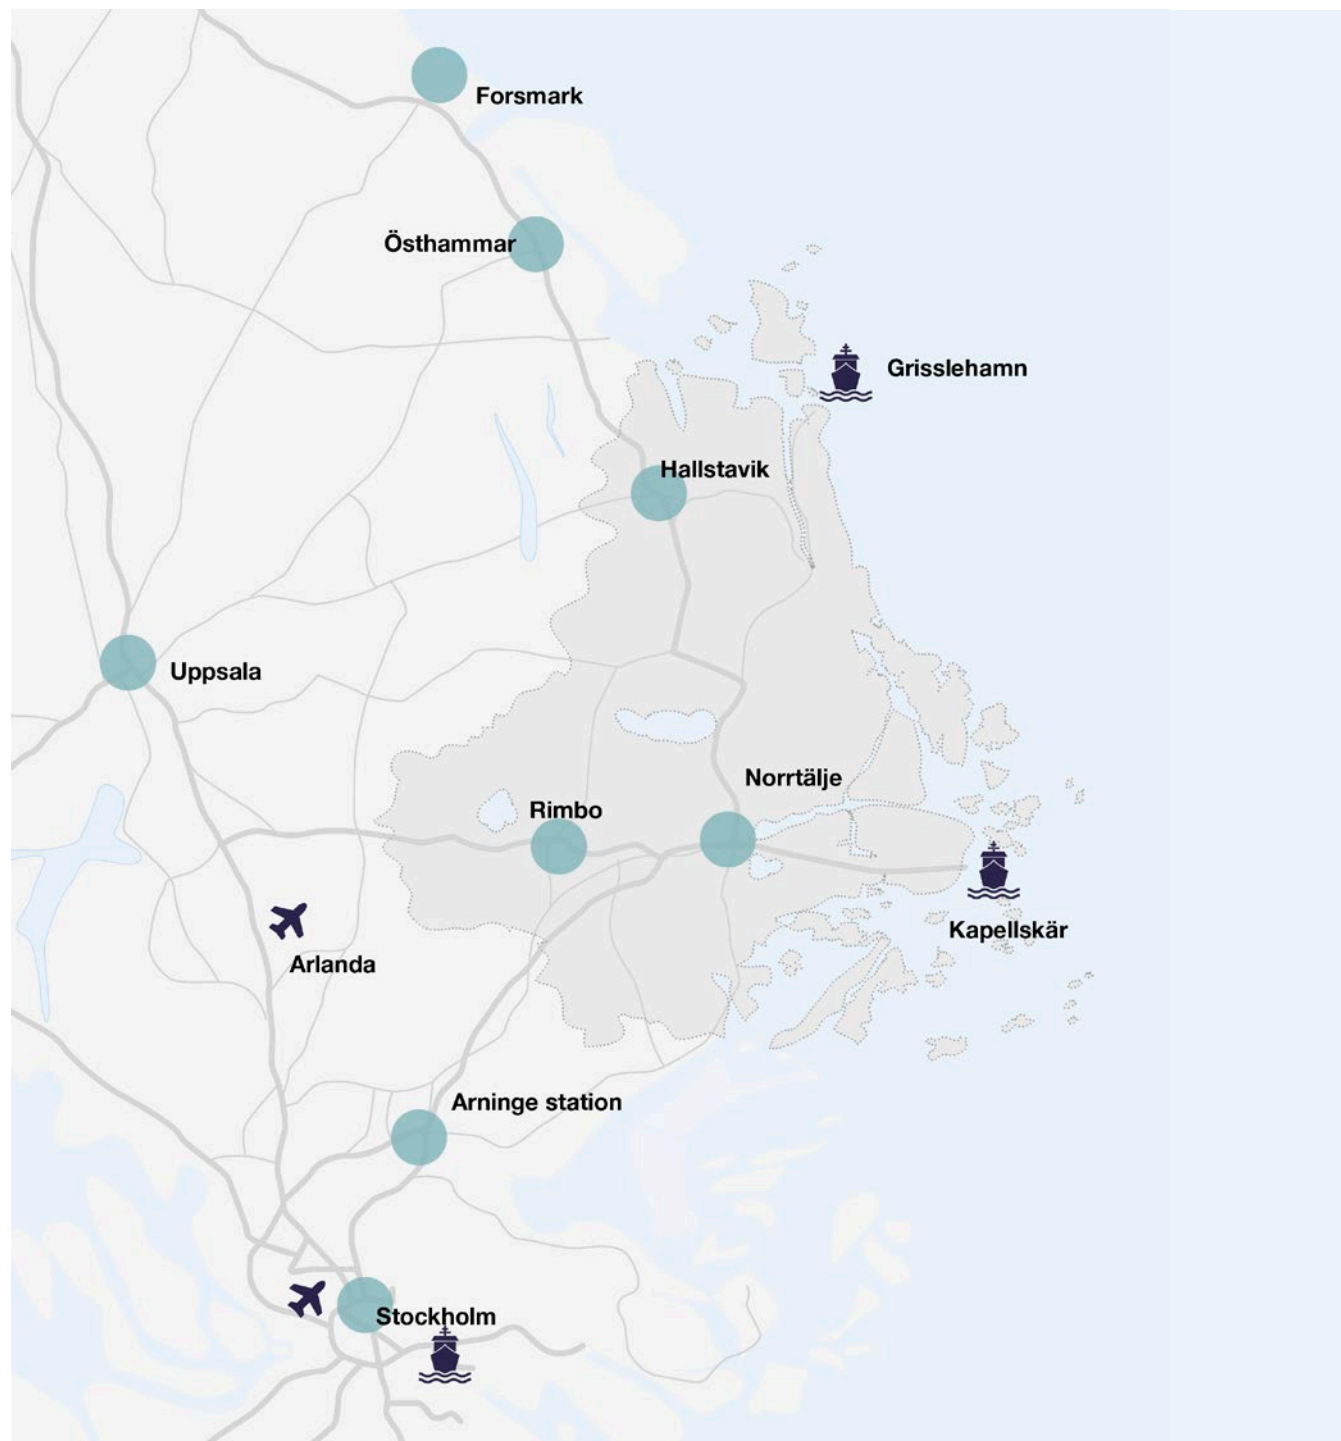 Forsmark
Östhammar
Grisslehamn
Hallstavik
Uppsala
Norrtälje
Rimbo
Kapellskär
Arlanda
Arninge station
Stockholm